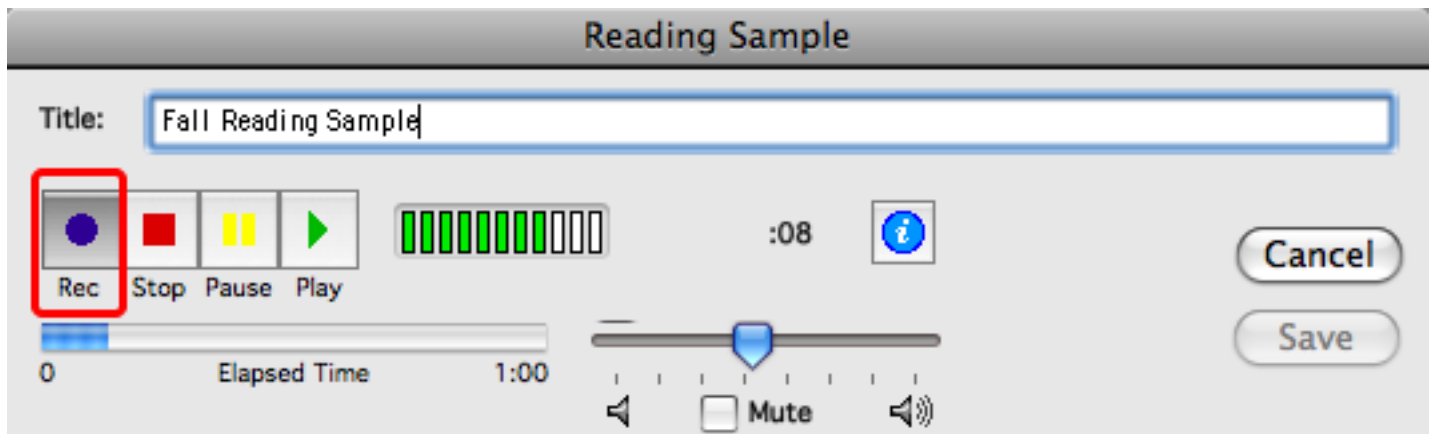 Reading Sample
Title: Fall Reading Sample
:08
Rec Stop Pause Play
Cancel
Save
0 Elapsed Time 1:00
Mute